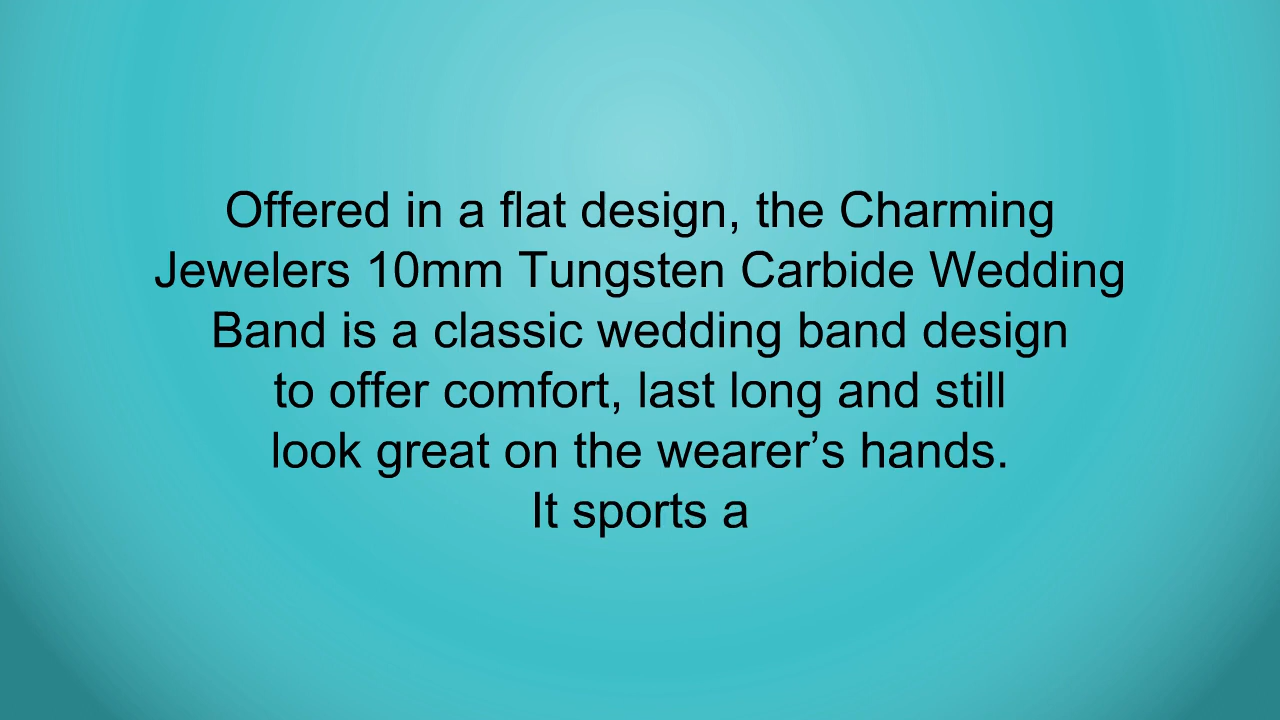 Offered in a flat design, the Charming
Jewelers 10mm Tungsten Carbide Wedding
Band is a classic wedding band design
to offer comfort, last long and still
look great on the wearer’s hands.
It sports a